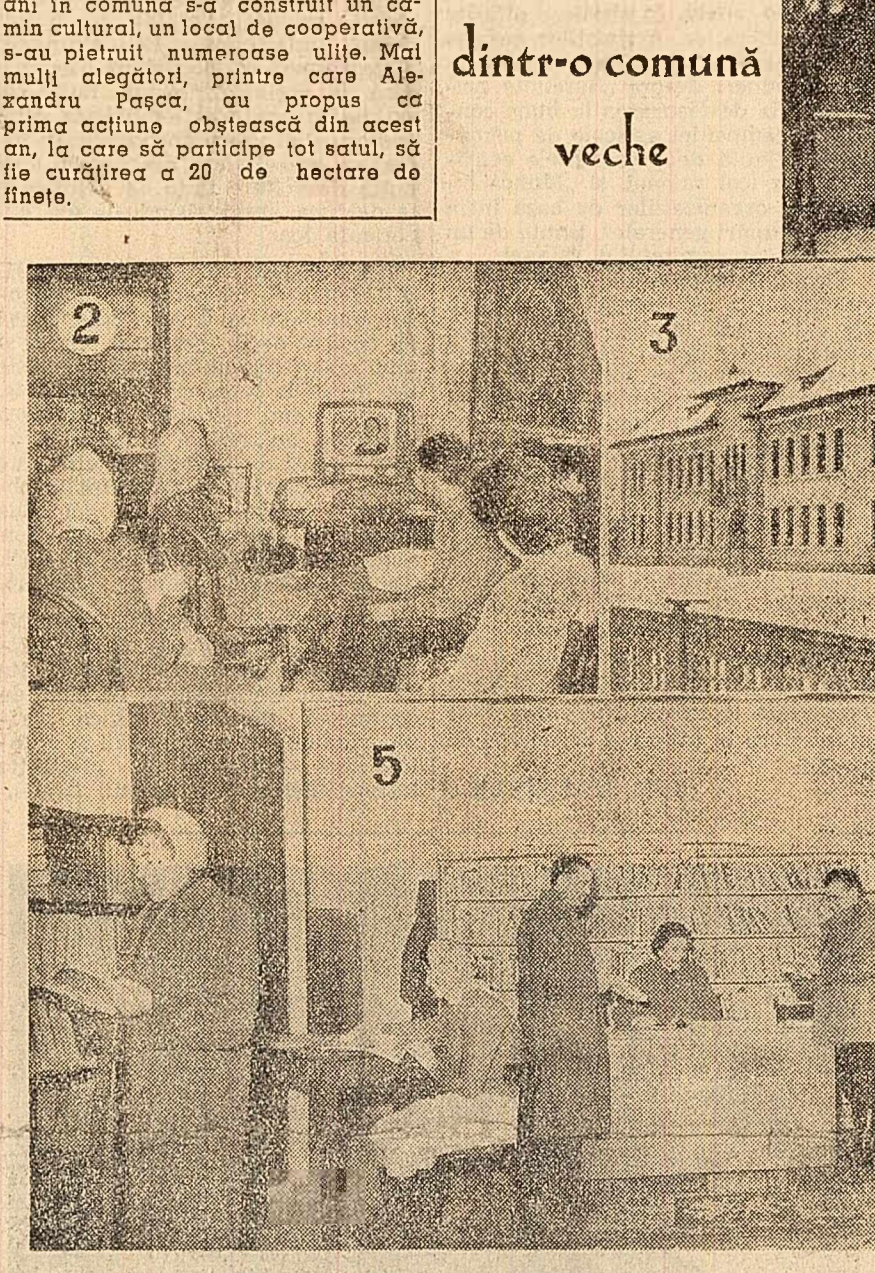 ani în comună s-a construit un că-
min cultural, un local de cooperativă,
s-au pietruit numeroase ulițe. Mai
mulți alegători, printre care Ale-
xandru Pașca, au propus ca
prima acțiune obștească din acest
an, la care să participe tot satul, să
fie curățirea a 20 de hectare de
fînețe.
dintr-o comună
veche
2
3
5